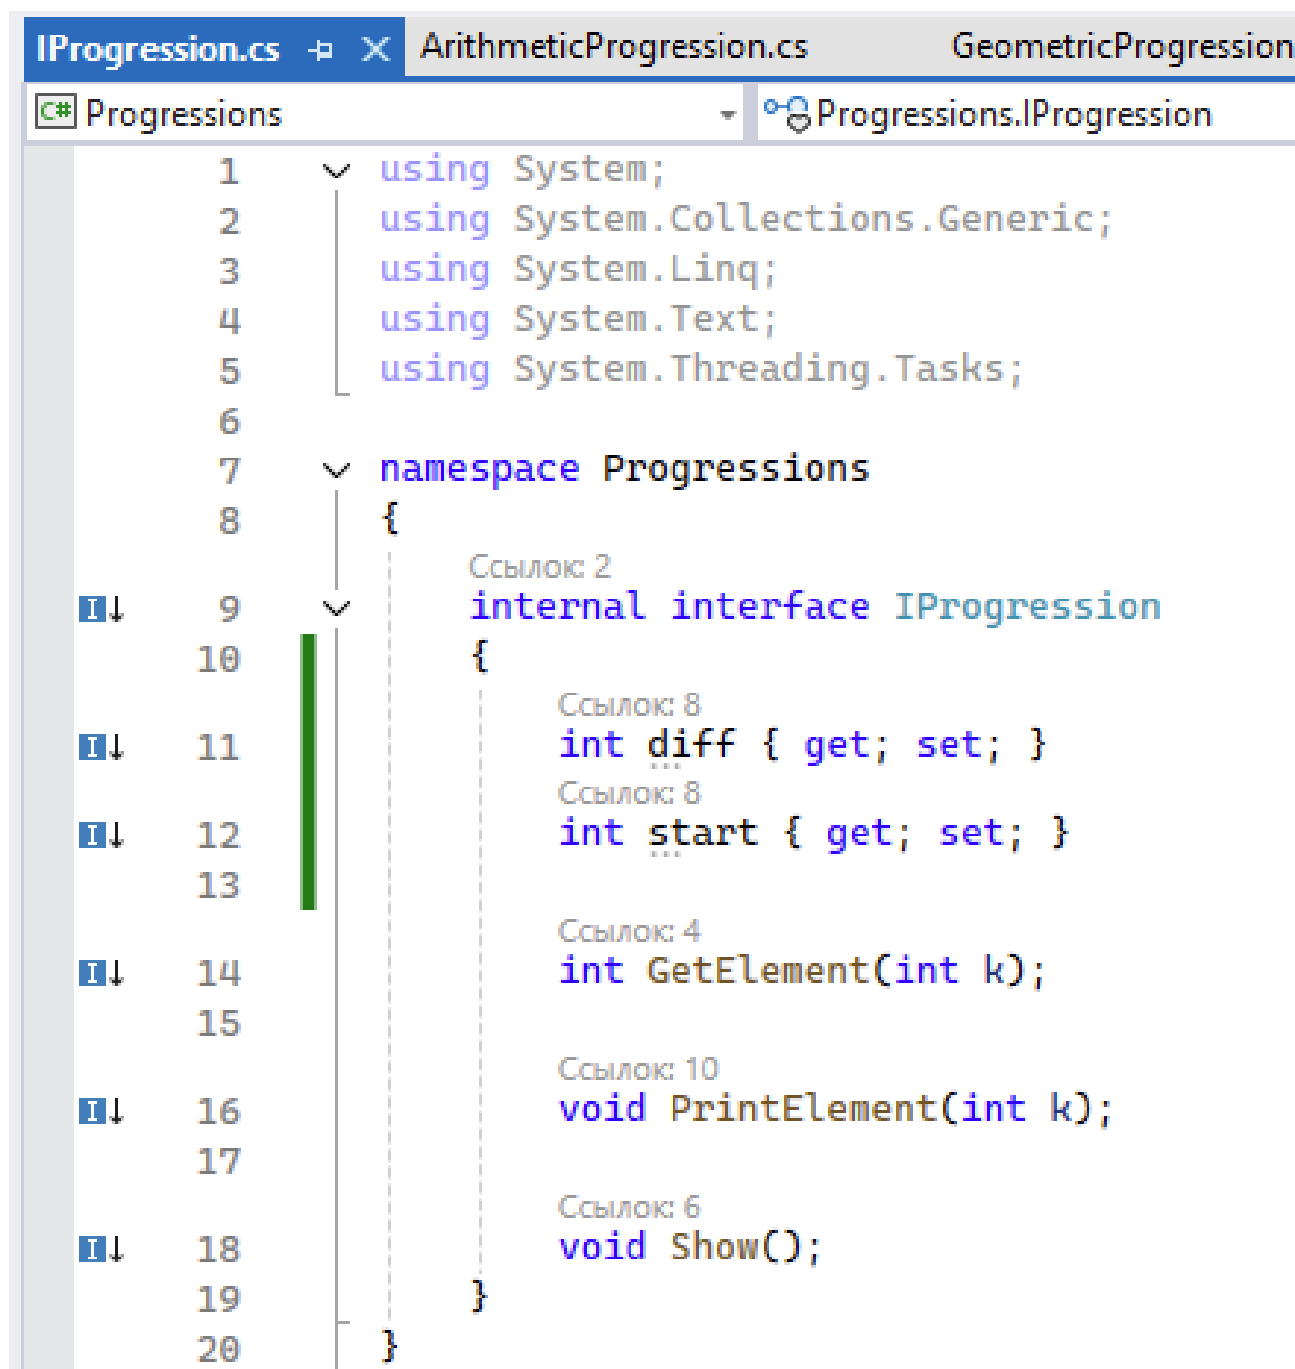 IProgression.cs ArithmeticProgression.cs GeometricProgression
C# Progressions Progressions.IProgression
1 using System;
2 using System.Collections.Generic;
3 using System.Linq;
4 using System.Text;
5 using System.Threading.Tasks;
6
7 namespace Progressions
8 {
Ссылок: 2
9 internal interface IProgression
10 {
Ссылок: 8
11 int diff { get; set; }
Ссылок: 8
12 int start { get; set; }
13
Ссылок: 4
14 int GetElement(int k);
15
Ссылок: 10
16 void PrintElement(int k);
17
Ссылок: 6
18 void Show();
19 }
20 }